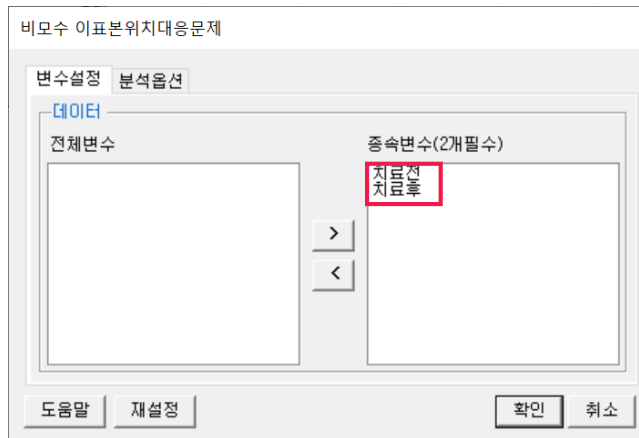 비모수 이표본위치대응문제
변수설정 분석옵션
데이터
전체변수 종속변수(2개필수)
치료전
치료후
>
<
도움말 재설정 확인 취소